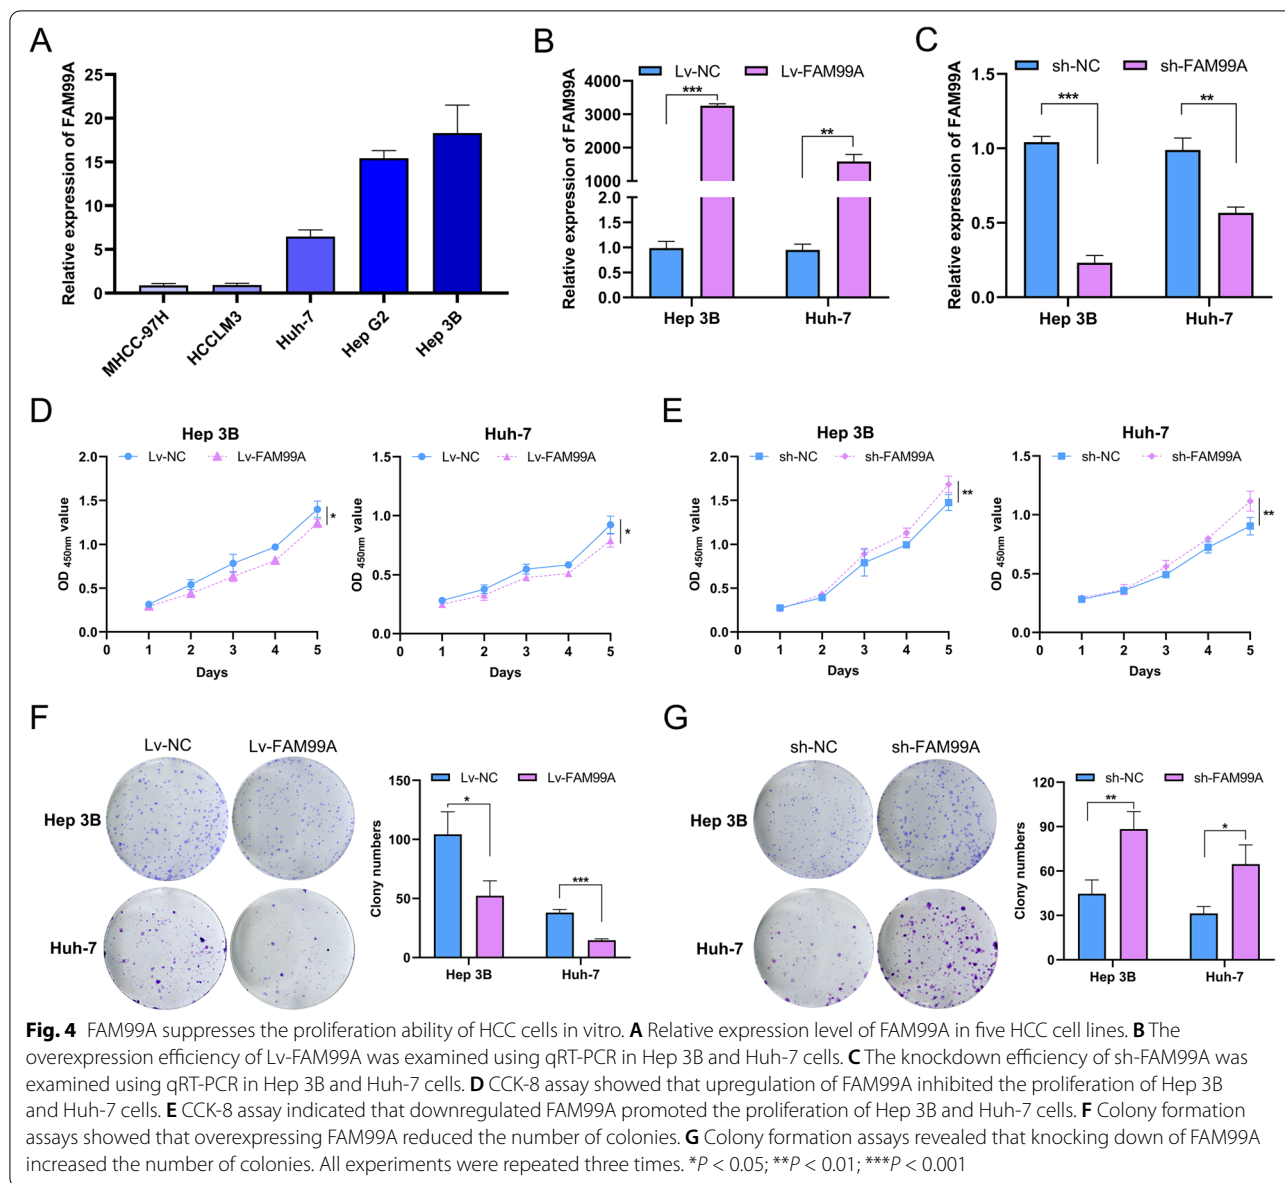 A
Relative expression of FAM99A
25
20
15
10
5
0
MHCC-97H
HCCLM3
Huh-7
Hep G2
Hep 3B
B
Lv-NC
Lv-FAM99A
Relative expression of FAM99A
4000
3000
2000
1000
2.0
1.5
1.0
0.5
0.0
***
**
Hep 3B
Huh-7
C
sh-NC
sh-FAM99A
Relative expression of FAM99A
1.5
1.0
0.5
0.0
***
**
Hep 3B
Huh-7
D
Hep 3B
Lv-NC
Lv-FAM99A
OD 450nm value
2.0
1.5
1.0
0.5
0.0
*
0 1 2 3 4 5
Days
Huh-7
Lv-NC
Lv-FAM99A
OD 450nm value
1.5
1.0
0.5
0.0
*
0 1 2 3 4 5
Days
E
Hep 3B
sh-NC
sh-FAM99A
OD 450nm value
2.0
1.5
1.0
0.5
0.0
**
0 1 2 3 4 5
Days
Huh-7
sh-NC
sh-FAM99A
OD 450nm value
1.5
1.0
0.5
0.0
**
0 1 2 3 4 5
Days
F
Lv-NC
Lv-FAM99A
Hep 3B
Huh-7
Lv-NC
Lv-FAM99A
Clony numbers
150
100
50
0
*
***
Hep 3B
Huh-7
G
sh-NC
sh-FAM99A
Hep 3B
Huh-7
sh-NC
sh-FAM99A
Clony numbers
120
90
60
30
0
**
*
Hep 3B
Huh-7
Fig. 4 FAM99A suppresses the proliferation ability of HCC cells in vitro. A Relative expression level of FAM99A in five HCC cell lines. B The
overexpression efficiency of Lv-FAM99A was examined using qRT-PCR in Hep 3B and Huh-7 cells. C The knockdown efficiency of sh-FAM99A was
examined using qRT-PCR in Hep 3B and Huh-7 cells. D CCK-8 assay showed that upregulation of FAM99A inhibited the proliferation of Hep 3B
and Huh-7 cells. E CCK-8 assay indicated that downregulated FAM99A promoted the proliferation of Hep 3B and Huh-7 cells. F Colony formation
assays showed that overexpressing FAM99A reduced the number of colonies. G Colony formation assays revealed that knocking down of FAM99A
increased the number of colonies. All experiments were repeated three times. *P < 0.05; **P < 0.01; ***P < 0.001